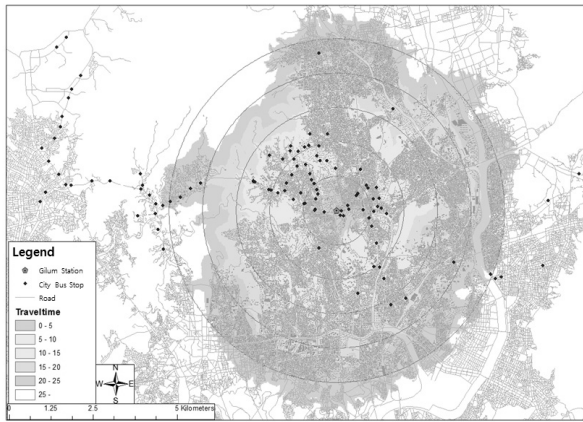 Legend
Gilum Station
City Bus Stop
Road
Traveltime
0 - 5
5 - 10
10 - 15
15 - 20
20 - 25
25 -
N
W E
S
0 1.25 2.5 5 Kilometers